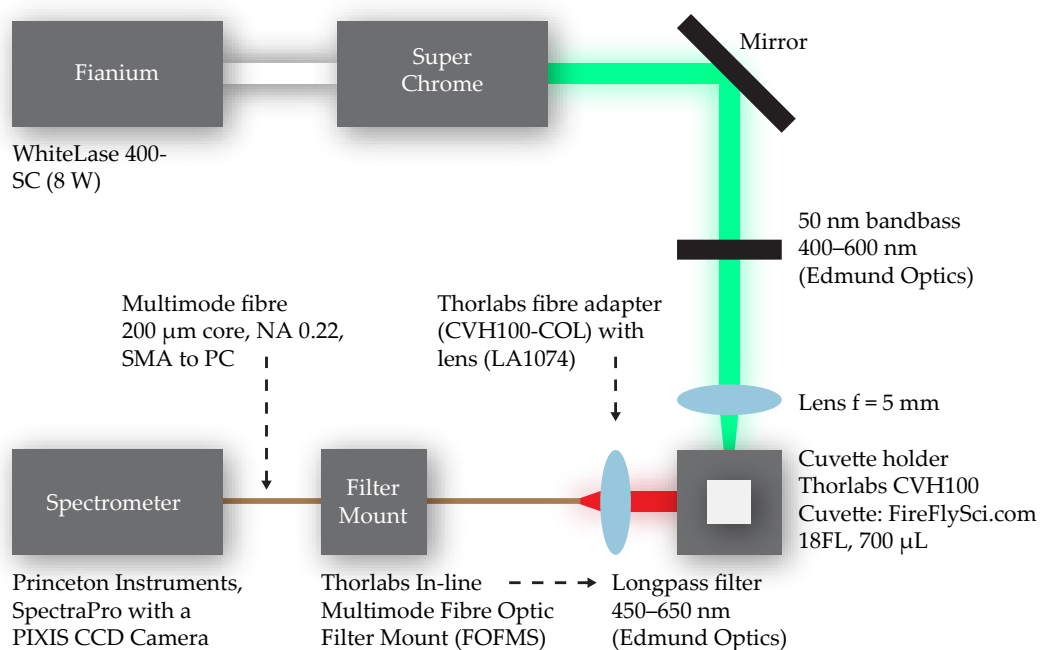 Fianium
Super
Chrome
Mirror
WhiteLase 400-
SC (8 W)
50 nm bandbass
400–600 nm
(Edmund Optics)
Multimode fibre
200 μm core, NA 0.22,
SMA to PC
Thorlabs fibre adapter
(CVH100-COL) with
lens (LA1074)
Lens f = 5 mm
Spectrometer
Filter
Mount
Cuvette holder
Thorlabs CVH100
Cuvette: FireFlySci.com
18FL, 700 μL
Princeton Instruments,
SpectraPro with a
PIXIS CCD Camera
Thorlabs In-line
Multimode Fibre Optic
Filter Mount (FOFMS)
Longpass filter
450–650 nm
(Edmund Optics)